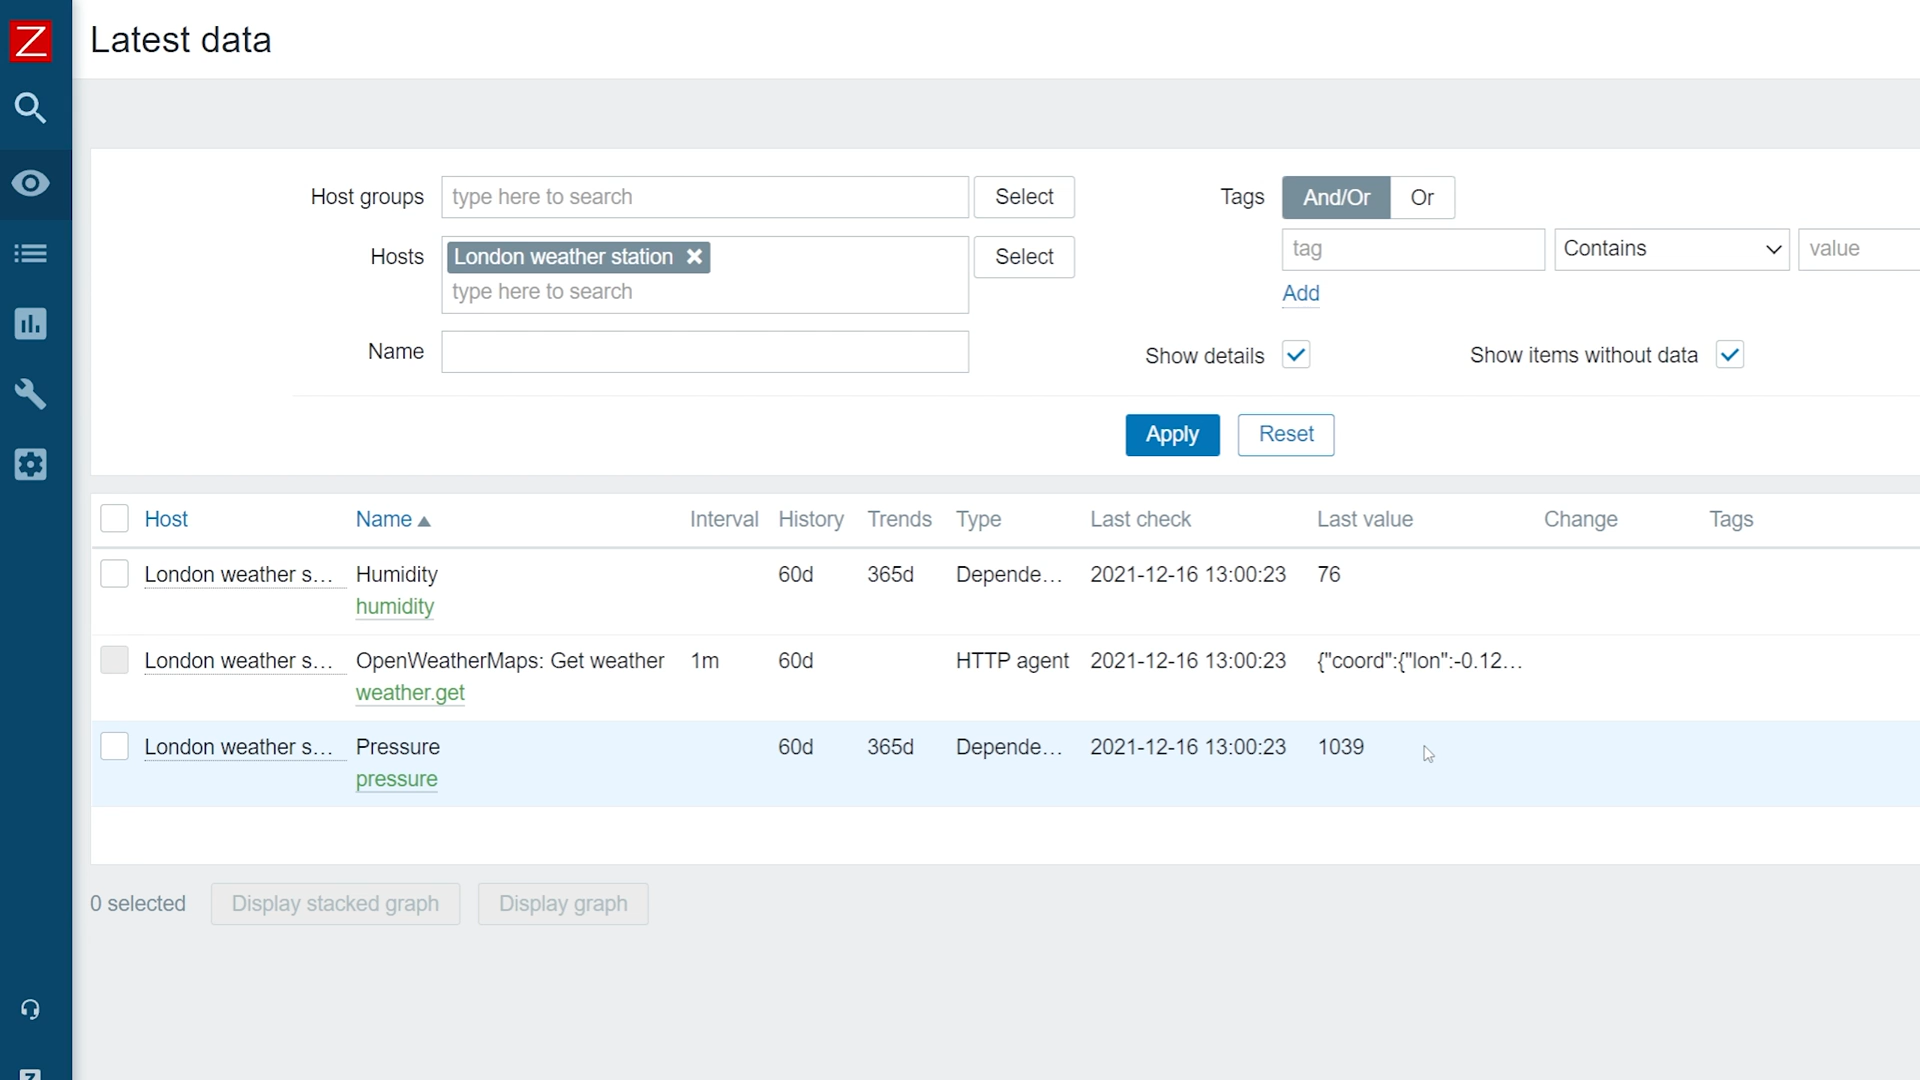 Z
Latest data
Host groups type here to search Select Tags And/Or Or
Hosts London weather station Select tag Contains value
type here to search Add
Name Show details Show items without data
Apply Reset
Host Name Interval History Trends Type Last check Last value Change Tags
London weather s... Humidity 60d 365d Depende... 2021-12-16 13:00:23 76
humidity
London weather s... OpenWeatherMaps: Get weather 1m 60d HTTP agent 2021-12-16 13:00:23 {"coord":{"lon":-0.12...
weather.get
London weather s... Pressure 60d 365d Depende... 2021-12-16 13:00:23 1039
pressure
0 selected Display stacked graph Display graph
Z